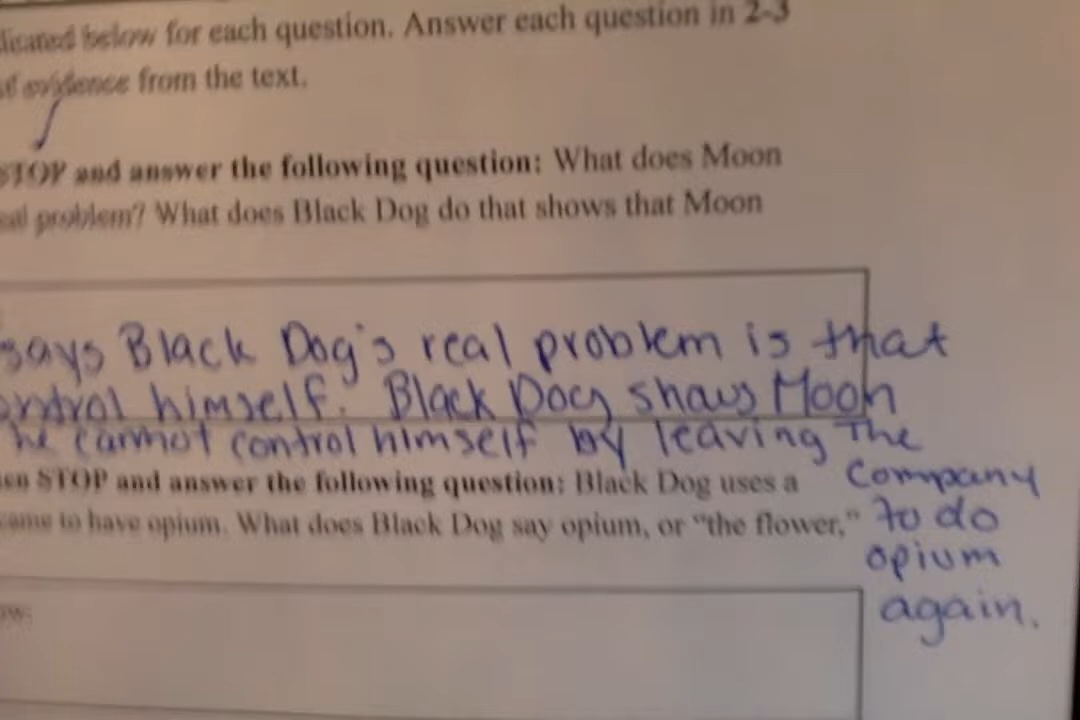 below for each question. Answer each question in 2-3
evidence from the text.
STOP and answer the following question: What does Moon
problem? What does Black Dog do that shows that Moon
says Black Dog's real problem is that
himself. Black Dog shows Moon
he cannot control himself by leaving the
company
to do
opium
again.
STOP and answer the following question: Black Dog uses a
came to have opium. What does Black Dog say opium, or "the flower,"